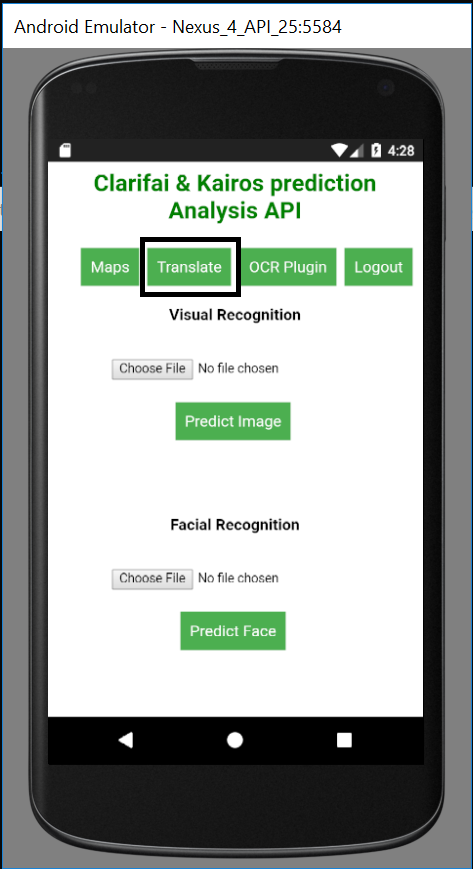 Android Emulator - Nexus_4_API_25:5584
4:28
Clarifai & Kairos prediction
Analysis API
Maps Translate OCR Plugin Logout
Visual Recognition
Choose File No file chosen
Predict Image
Facial Recognition
Choose File No file chosen
Predict Face